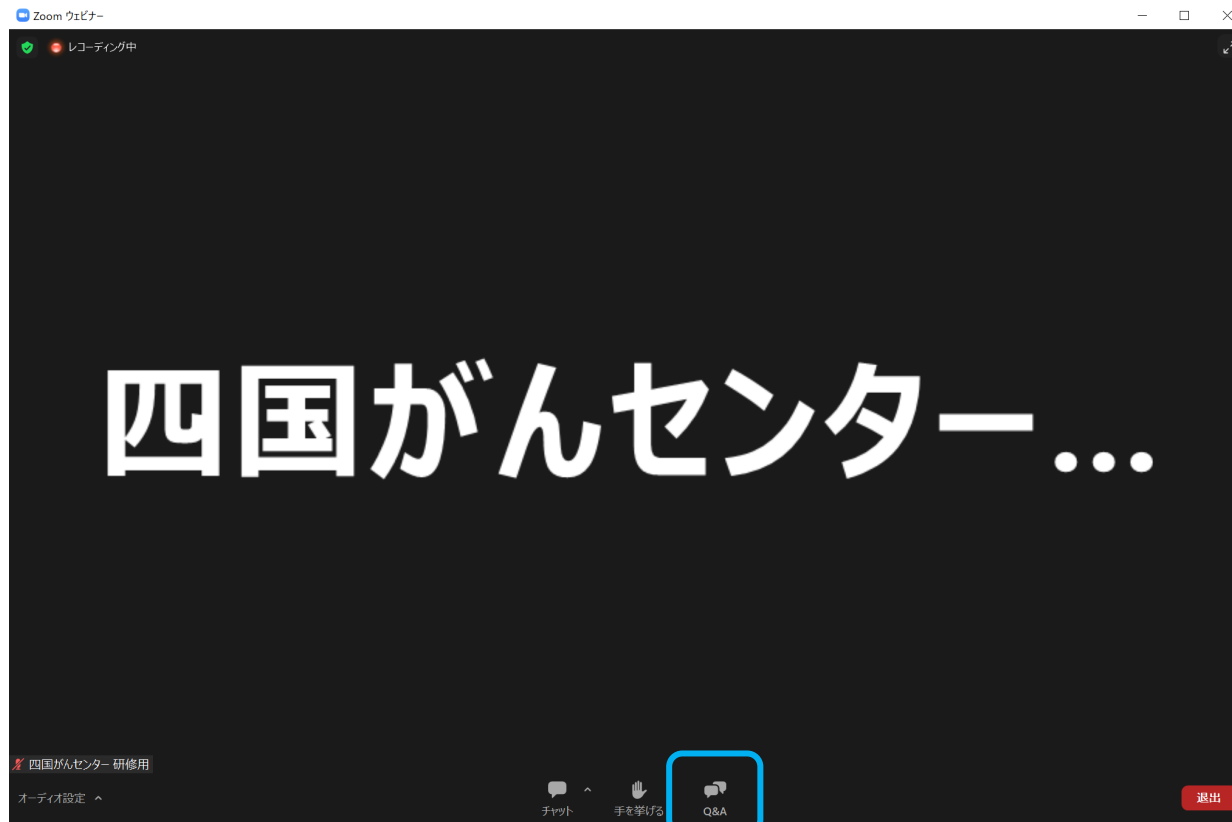 Zoom ウェビナー
レコーディング中
四国がんセンター...
四国がんセンター 研修用
オーディオ設定
チャット
手を挙げる
Q&A
退出